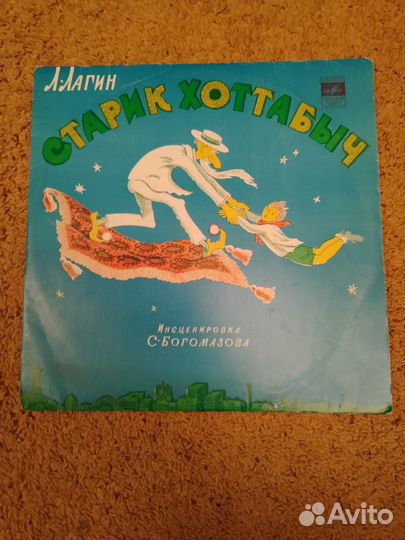 Л. ЛАГИН
СТАРИК ХОТТАБЫЧ
ИНСЦЕНИРОВКА
С. БОГОМАЗОВА
Avito